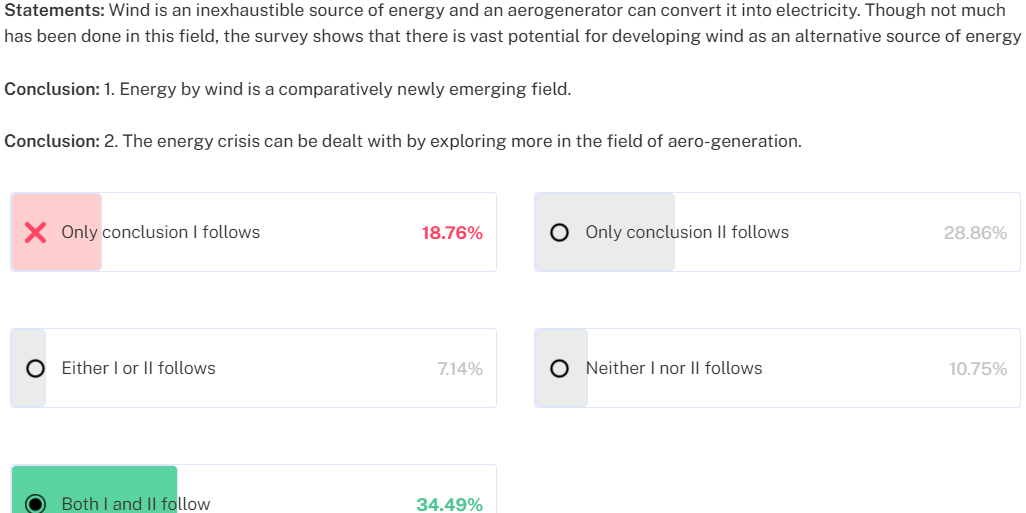 Statements: Wind is an inexhaustible source of energy and an aerogenerator can convert it into electricity. Though not much
has been done in this field, the survey shows that there is vast potential for developing wind as an alternative source of energy
Conclusion: 1. Energy by wind is a comparatively newly emerging field.
Conclusion: 2. The energy crisis can be dealt with by exploring more in the field of aero-generation.
Only conclusion I follows 18.76%
Only conclusion II follows 28.86%
Either I or II follows 7.14%
Neither I nor II follows 10.75%
Both I and II follow 34.49%